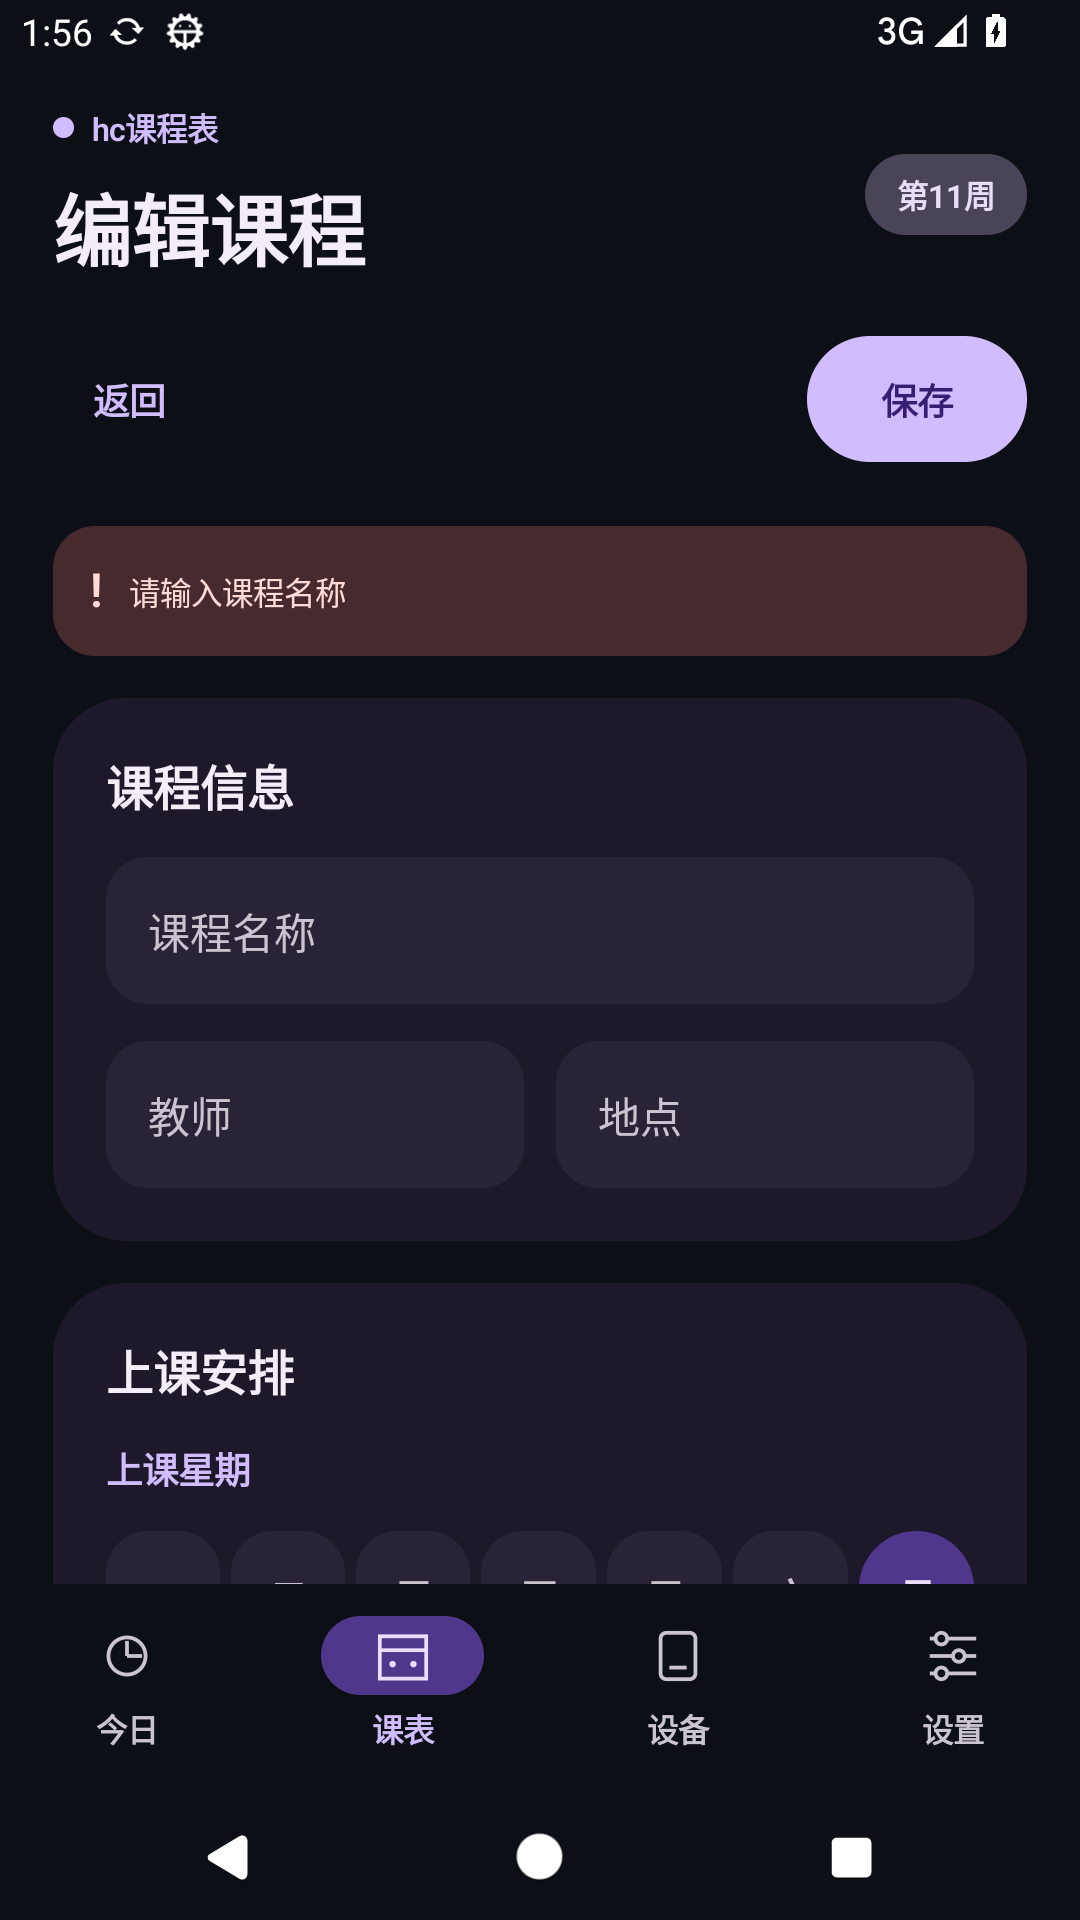 1:56
3G
hc课程表
编辑课程
第11周
返回
保存
! 请输入课程名称
课程信息
课程名称
教师
地点
上课安排
上课星期
今日
课表
设备
设置